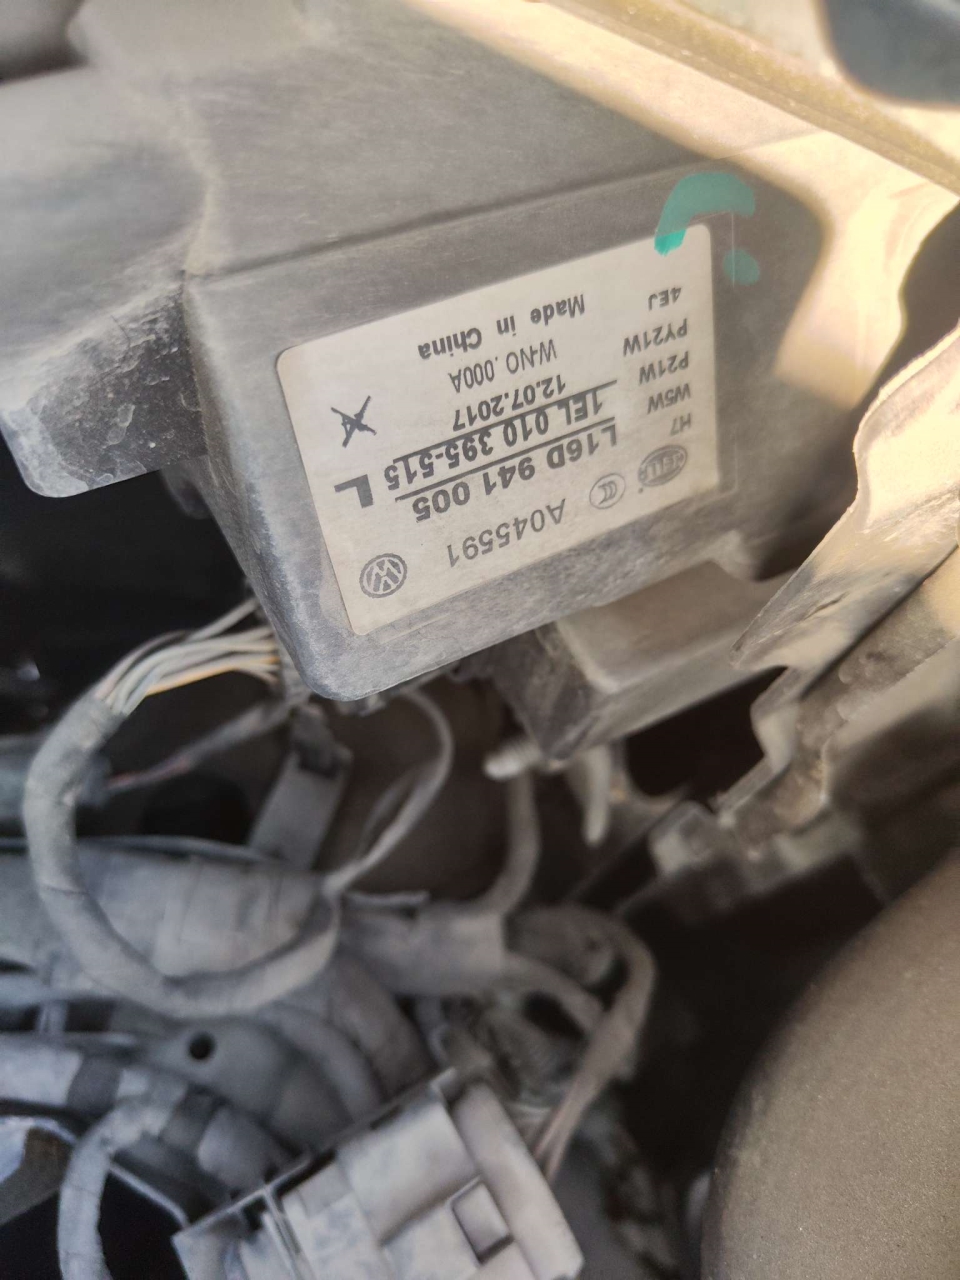 A045591
L16D 941 005
1EL 010 395-515 L
12.07.2017
W-NO .000A
Made in China
HELLA
H7
W5W
P21W
PY21W
4EJ